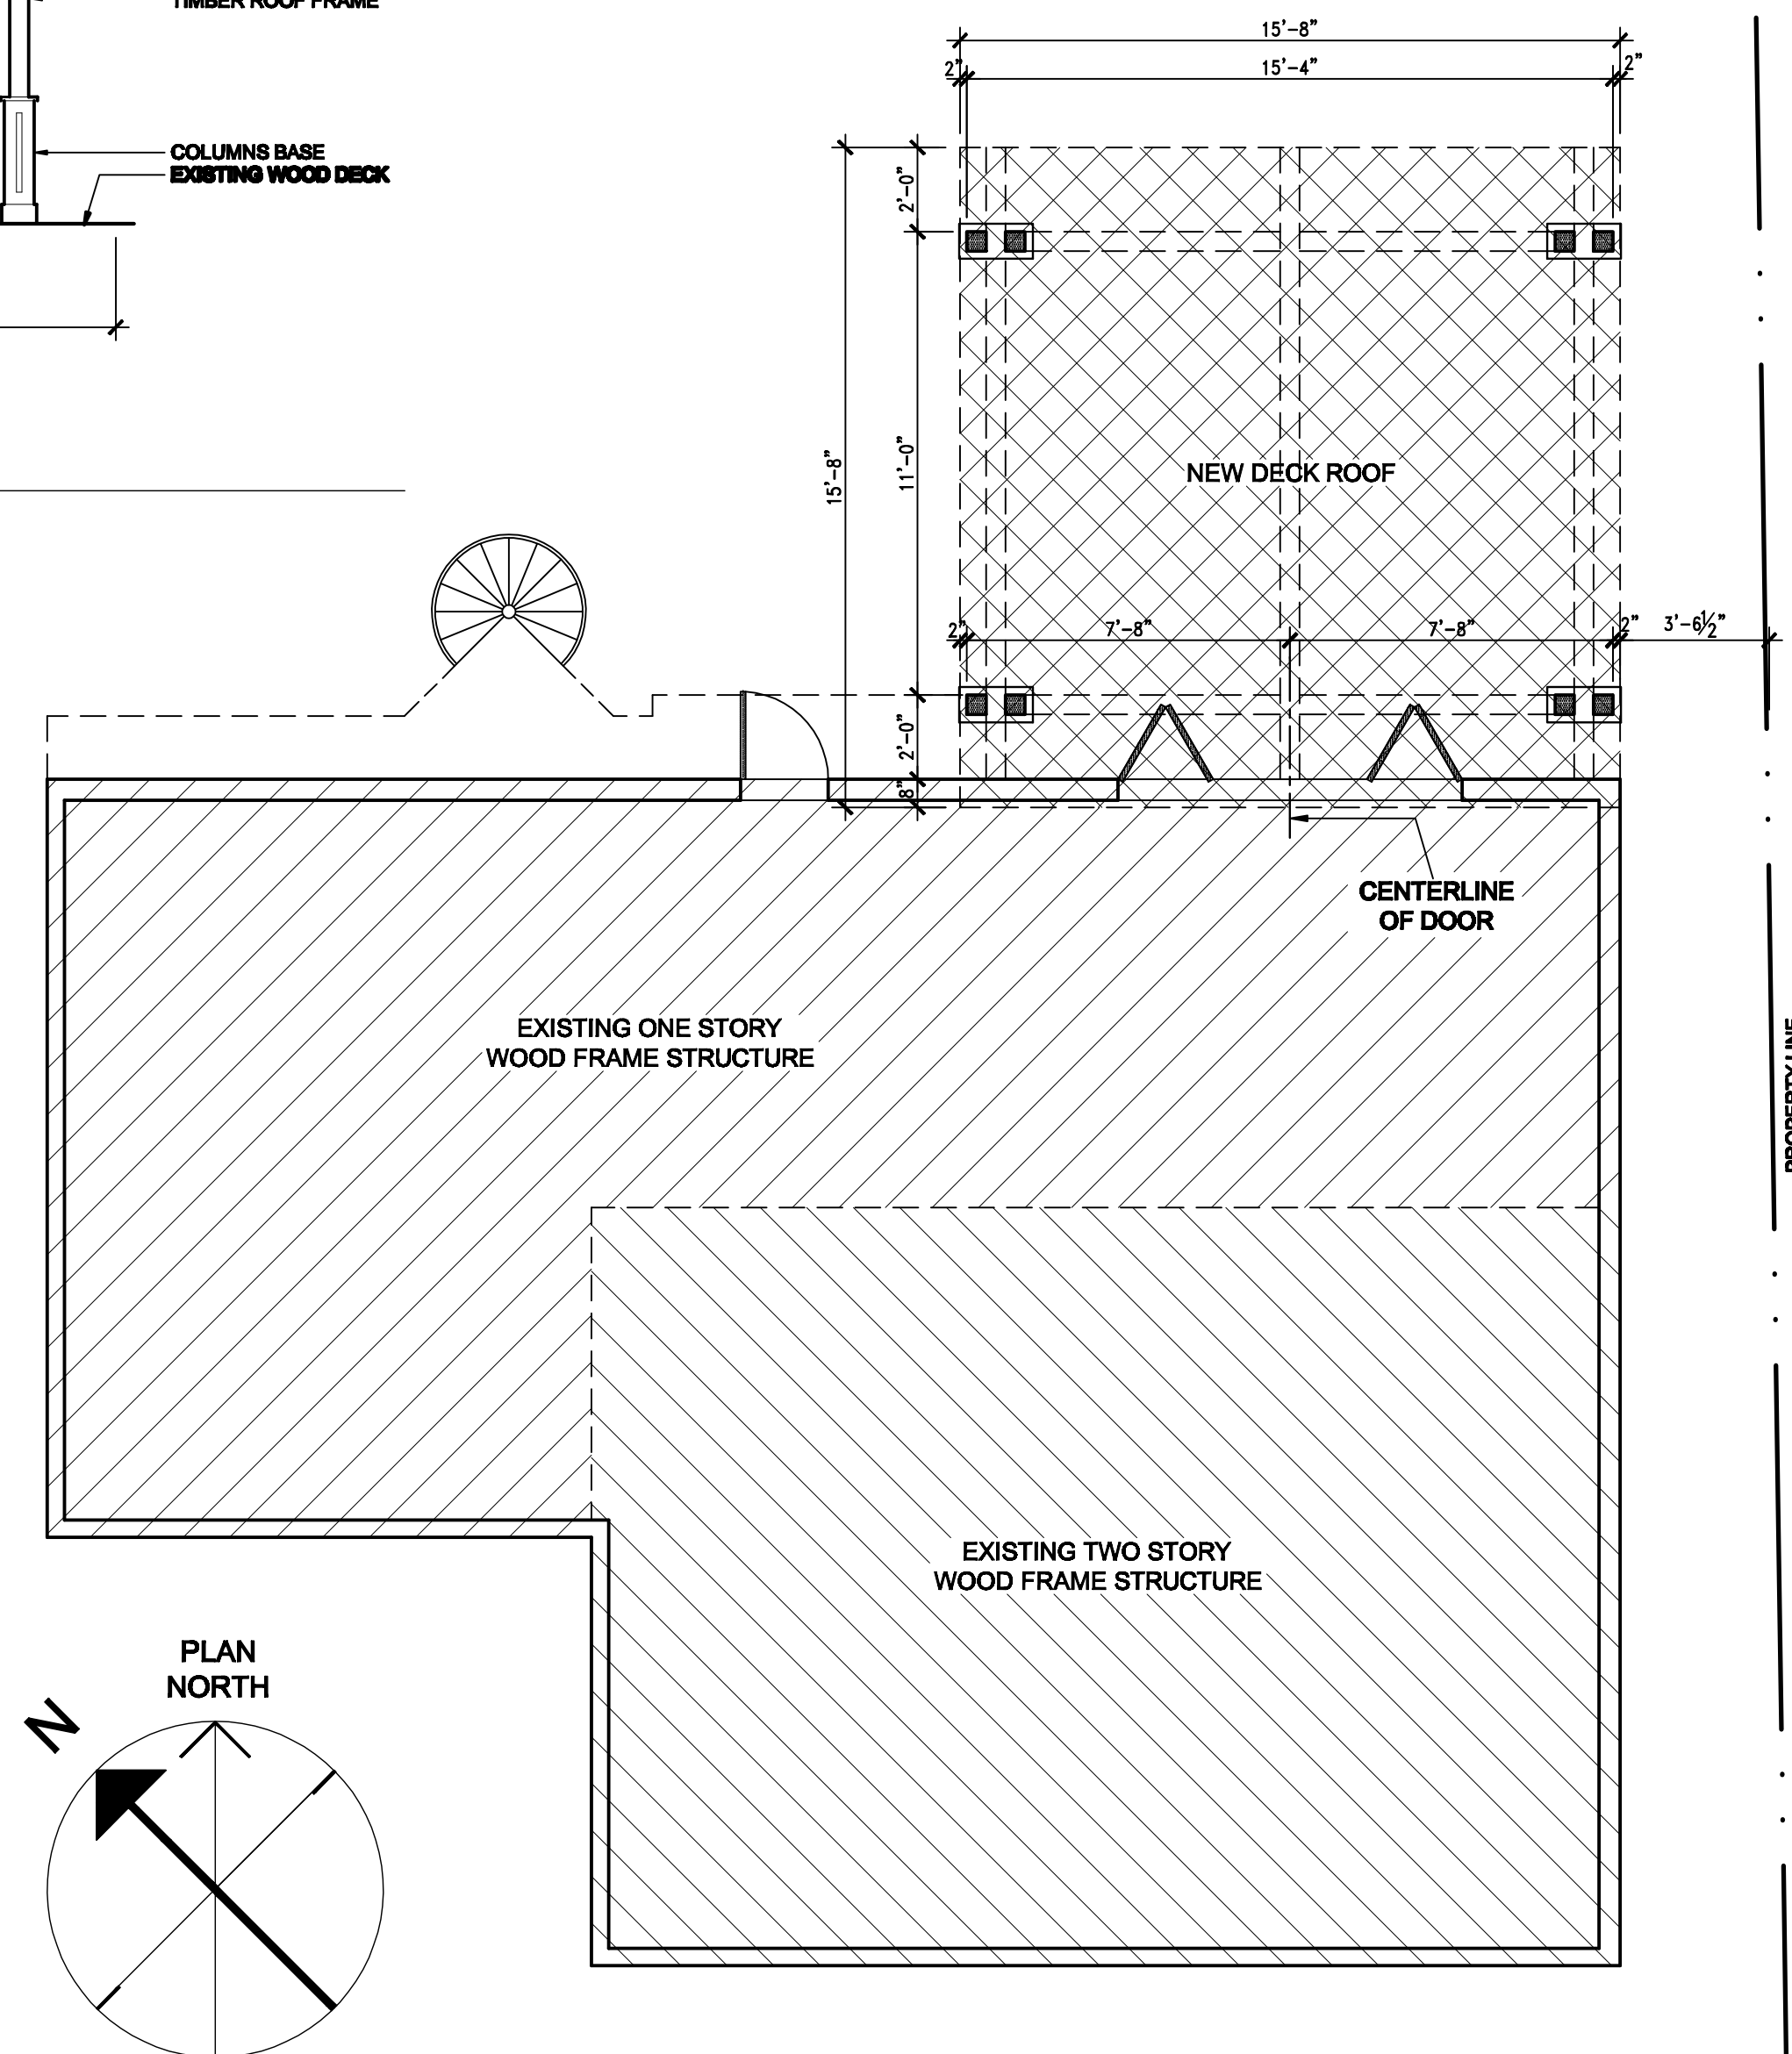 TIMBER ROOF FRAME
COLUMNS BASE
EXISTING WOOD DECK
15'-8"
2"
15'-4"
2"
2'-0"
15'-8"
11'-0"
NEW DECK ROOF
2"
7'-8"
7'-8"
2"
3'-6½"
2'-0"
8"
CENTERLINE
OF DOOR
EXISTING ONE STORY
WOOD FRAME STRUCTURE
PROPERTY LINE
EXISTING TWO STORY
WOOD FRAME STRUCTURE
PLAN
NORTH
N